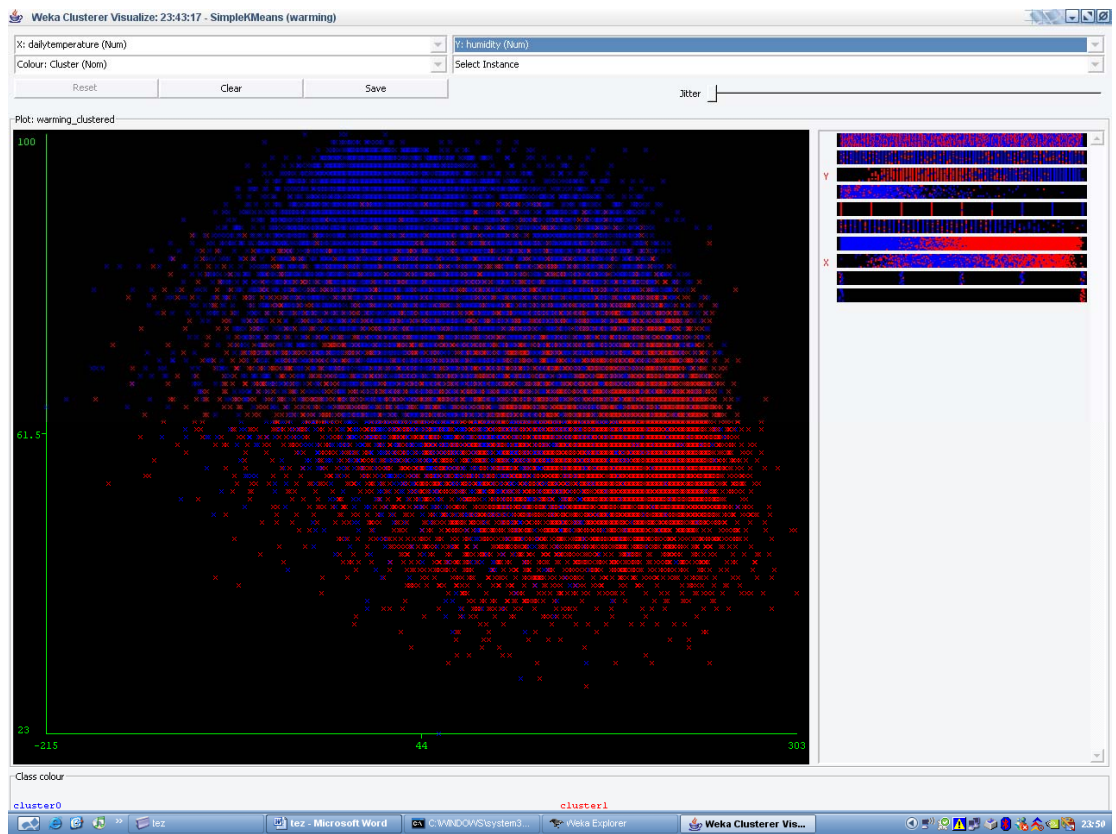 Weka Clusterer Visualize: 23:43:17 - SimpleKMeans (warming)
X: dailytemperature (Num)
Y: humidity (Num)
Colour: Cluster (Nom)
Select Instance
Reset
Clear
Save
Jitter
Plot: warming_clustered
100
61.5
23
-215
44
303
Y
X
Class colour
cluster0
cluster1
tez
tez - Microsoft Word
C:\WINDOWS\system3...
Weka Explorer
Weka Clusterer Vis...
23:50